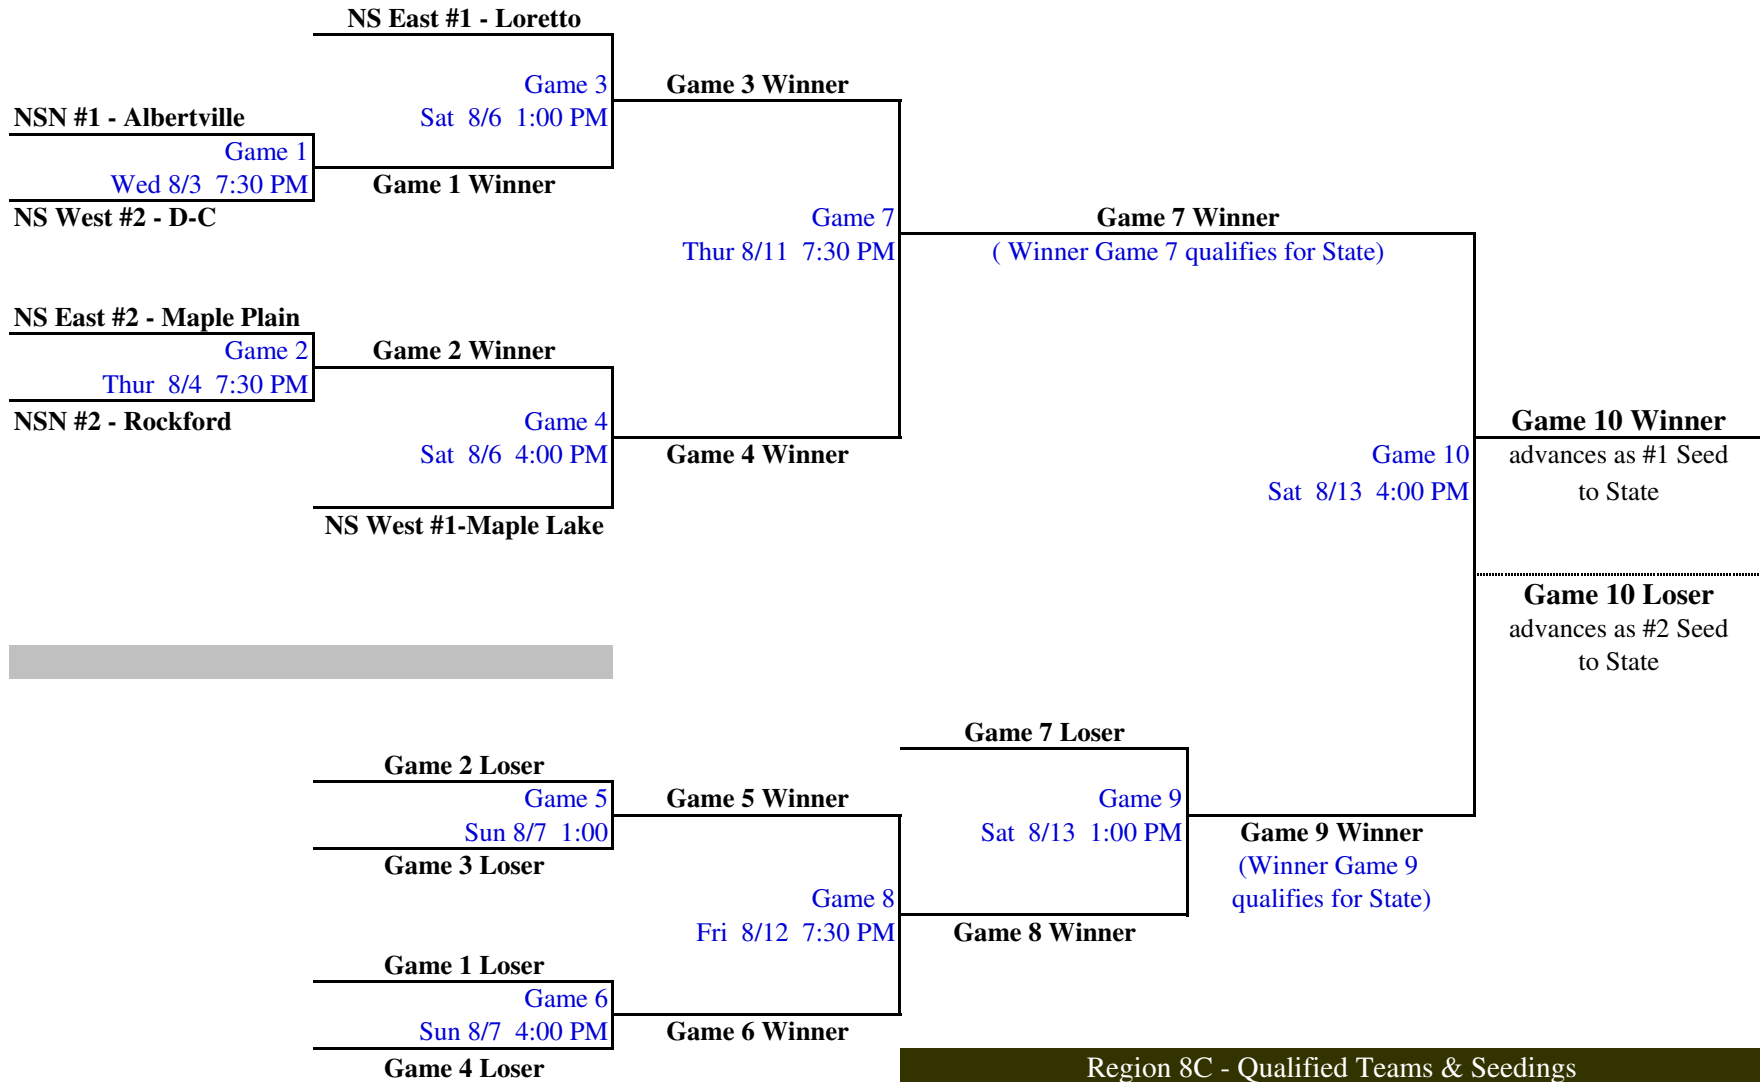 NS East #1 - Loretto
Game 3
Game 3 Winner
NSN #1 - Albertville
Sat 8/6 1:00 PM
Game 1
Wed 8/3 7:30 PM
Game 1 Winner
NS West #2 - D-C
Game 7
Game 7 Winner
Thur 8/11 7:30 PM
( Winner Game 7 qualifies for State)
NS East #2 - Maple Plain
Game 2
Game 2 Winner
Thur 8/4 7:30 PM
NSN #2 - Rockford
Game 4
Game 10 Winner
Sat 8/6 4:00 PM
Game 4 Winner
Game 10
advances as #1 Seed
Sat 8/13 4:00 PM
to State
NS West #1-Maple Lake
Game 10 Loser
advances as #2 Seed
to State
Game 7 Loser
Game 2 Loser
Game 5
Game 5 Winner
Game 9
Sun 8/7 1:00
Sat 8/13 1:00 PM
Game 9 Winner
Game 3 Loser
(Winner Game 9
Game 8
qualifies for State)
Fri 8/12 7:30 PM
Game 8 Winner
Game 1 Loser
Game 6
Sun 8/7 4:00 PM
Game 6 Winner
Game 4 Loser
Region 8C - Qualified Teams & Seedings